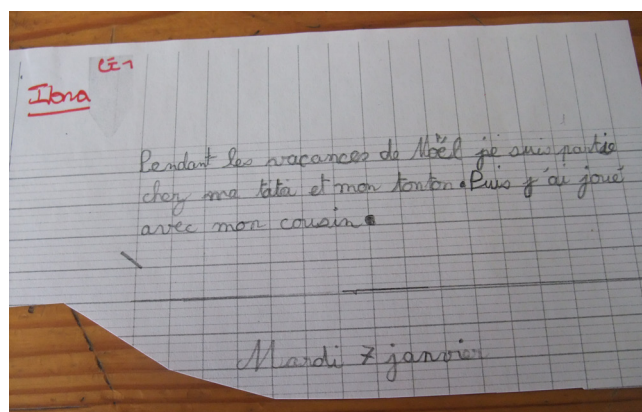 CE1
Ilona
Pendant les vacances de Noël je suis partie
chez ma tata et mon tonton. Puis j'ai joué
avec mon cousin.
Mardi 7 janvier